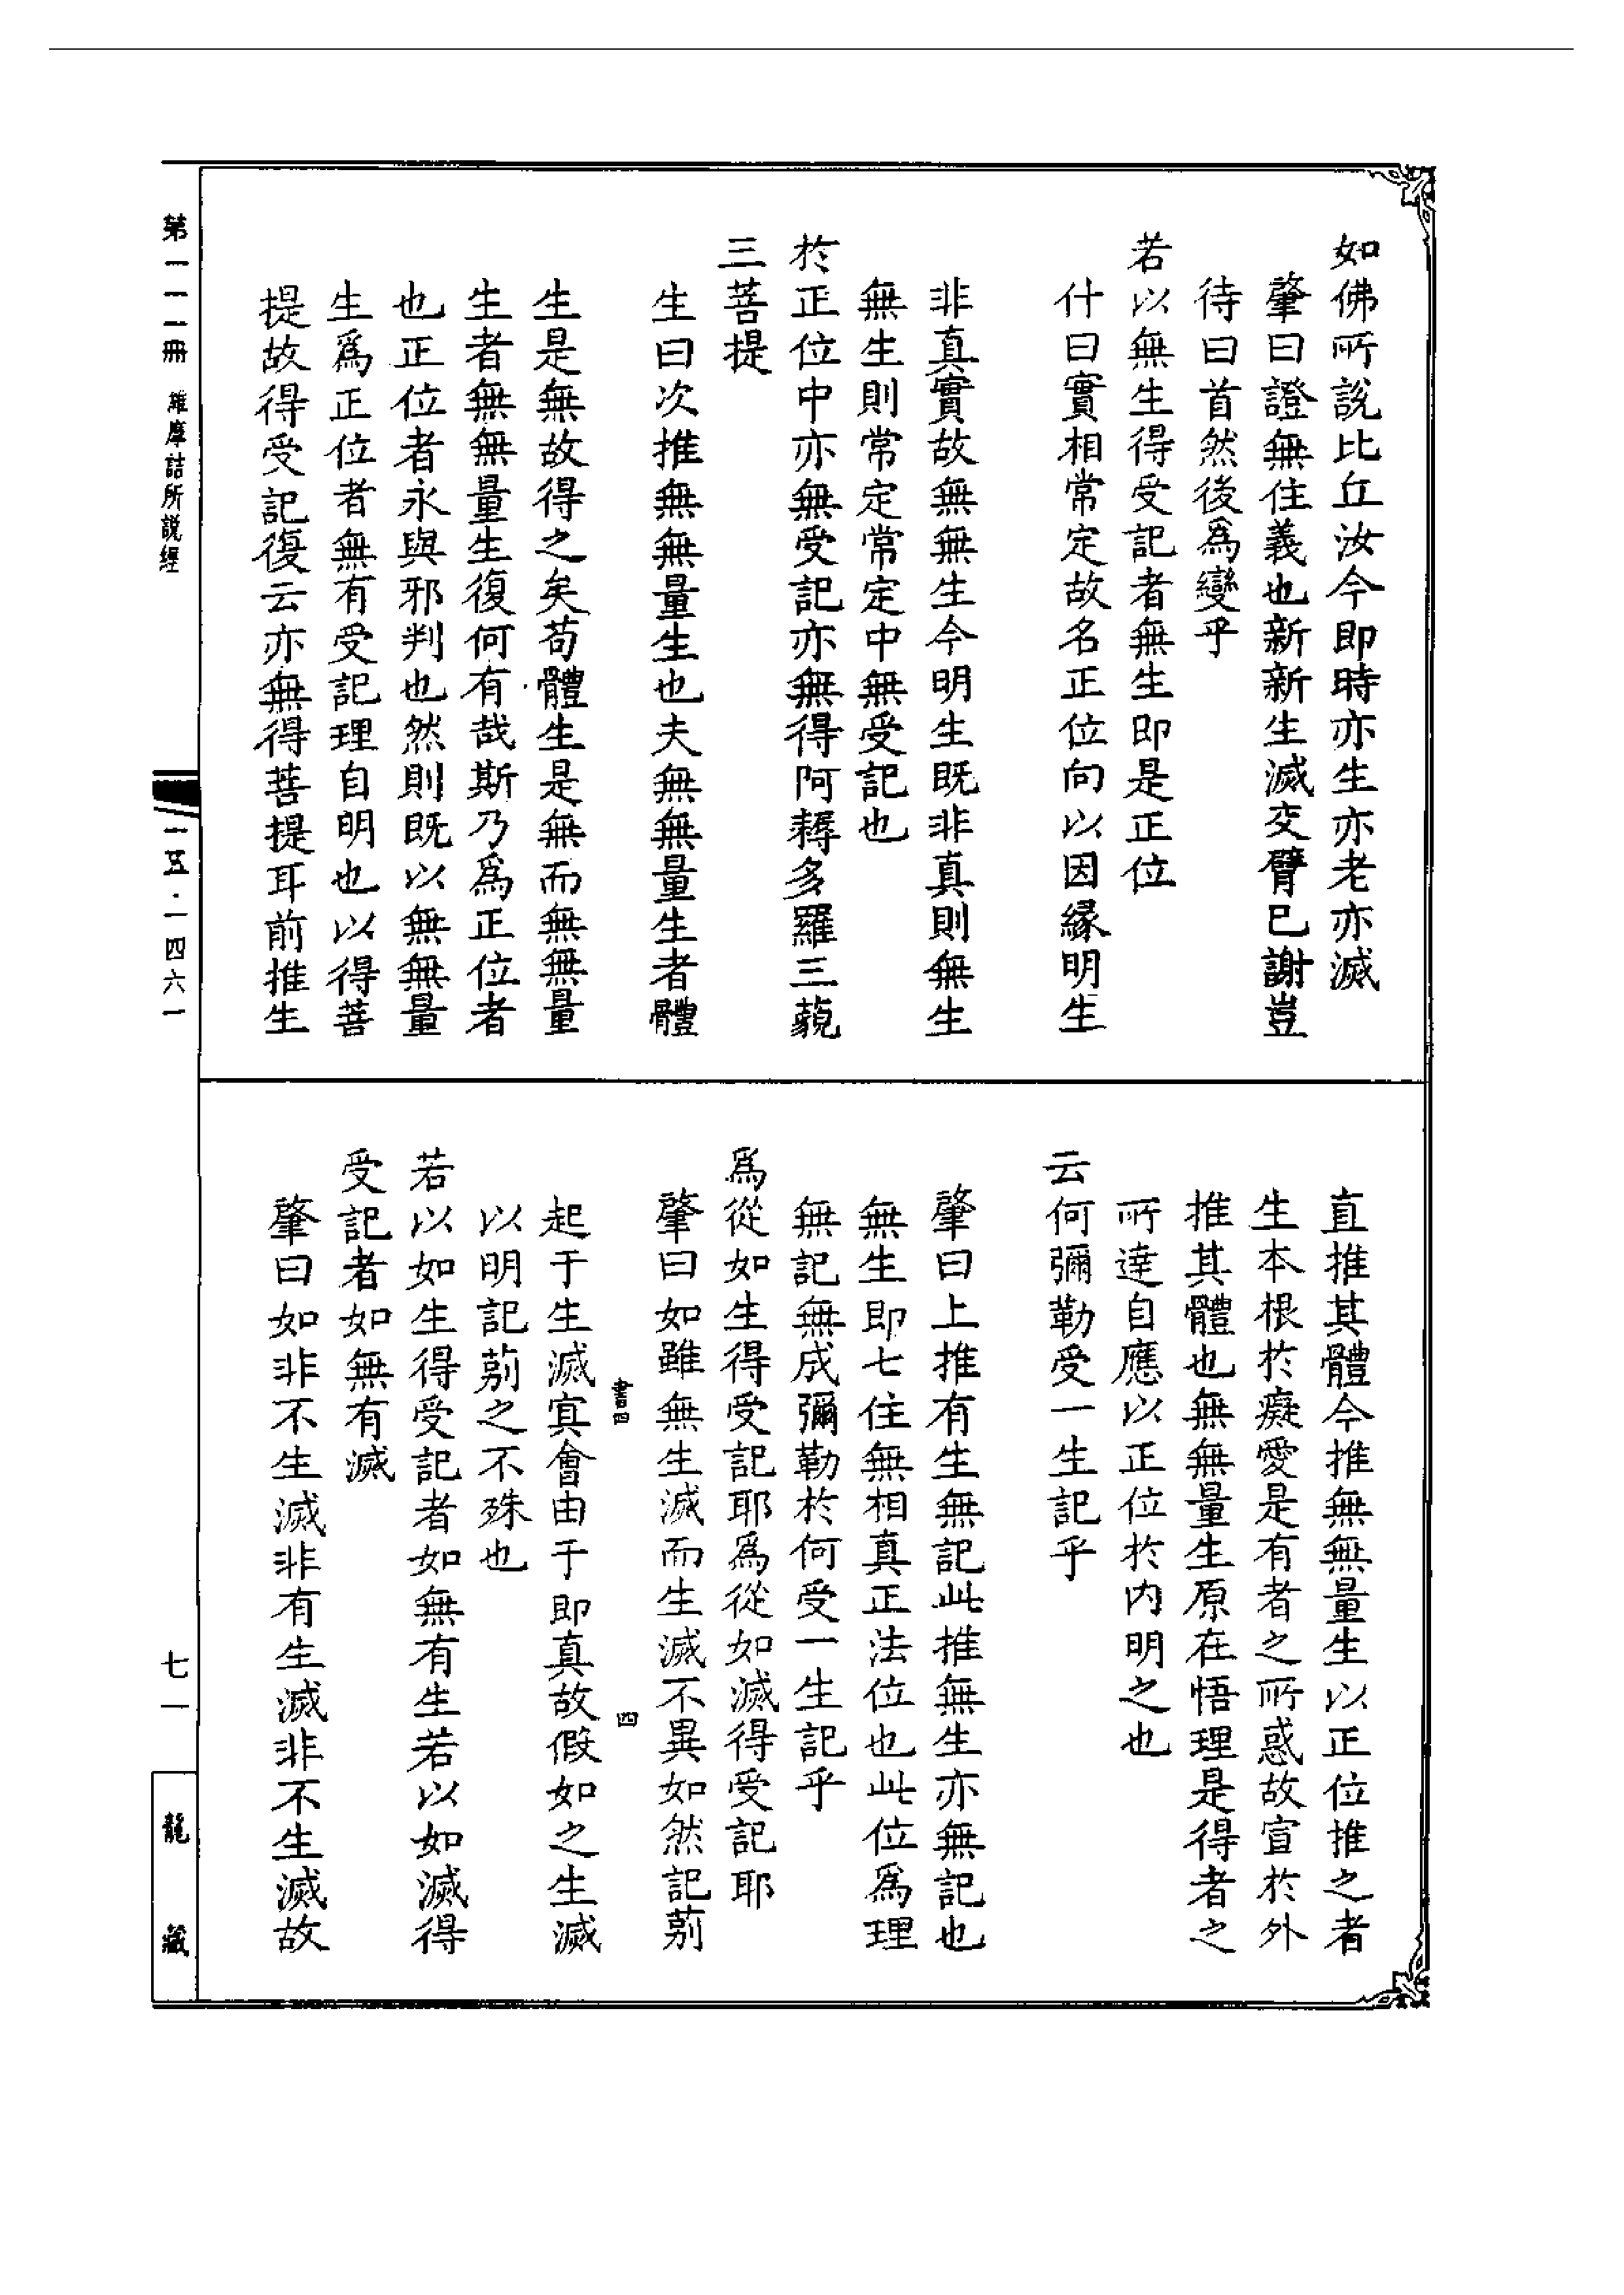 如佛所說比丘汝今即時亦生亦老亦滅
肇曰證無住義也新新生滅交臂已謝豈
待曰首然後爲變乎
若以無生得受記者無生即是正位
什曰實相常定故名正位向以因緣明生
非真實故無無生今明生既非真則無生
無生則常定常定中無受記也
於正位中亦無受記亦無得阿耨多羅三藐
三菩提
生曰次推無無量生也夫無無量生者體
生是無故得之矣苟體生是無而無無量
生者無無量生復何有哉斯乃爲正位者
也正位者永與邪判也然則既以無無量
生爲正位者無有受記理自明也以得菩
提故得受記復云亦無得菩提耳前推生
直推其體今推無無量生以正位推之者
生本根於癡愛是有者之所惑故宣於外
推其體也無無量生原在悟理是得者之
所達自應以正位於內明之也
云何彌勒受一生記乎
肇曰上推有生無記此推無生亦無記也
無生即七住無相真正法位也此位爲理
無記無成彌勒於何受一生記乎
爲從如生得受記耶爲從如滅得受記耶
肇曰如雖無生滅而生滅不異如然記莂
書四
四
起于生滅冥會由于即真故假如之生滅
以明記莂之不殊也
若以如生得受記者如無有生若以如滅得
受記者如無有滅
肇曰如非不生滅非有生滅非不生滅故
第一一一冊 維摩詰所説經
一五·一四六一
七一
龍藏